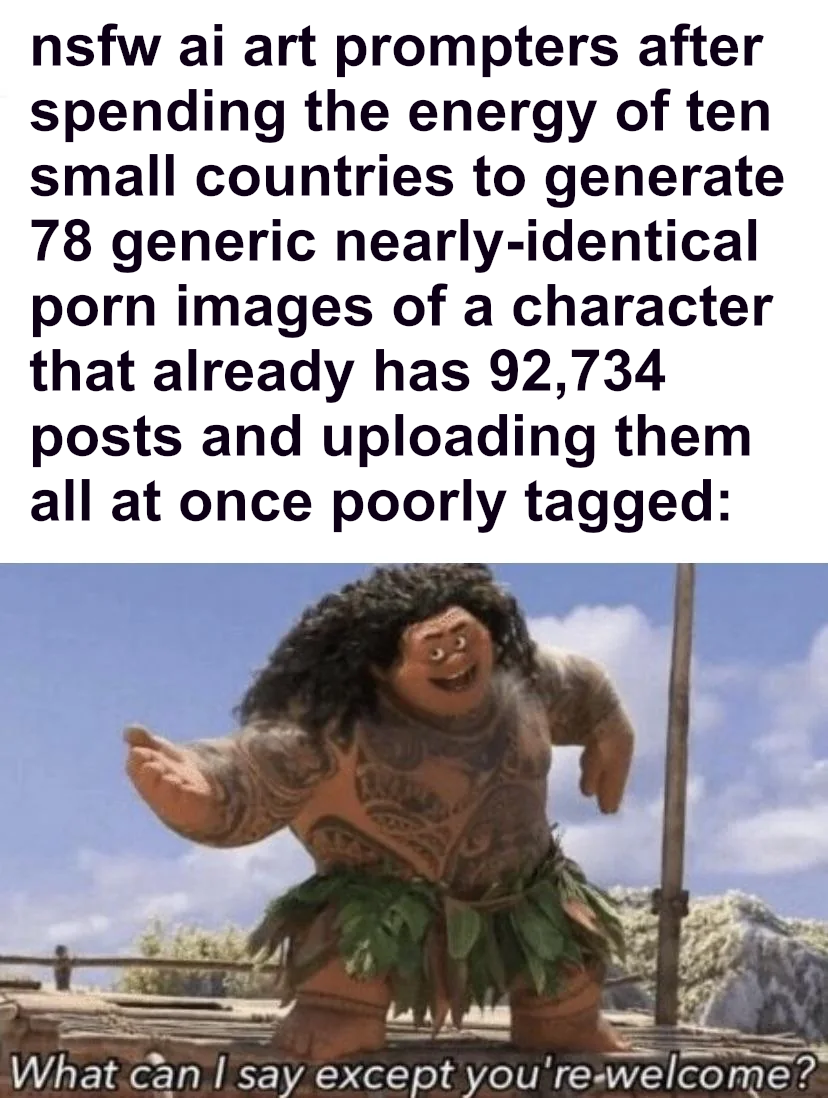 nsfw ai art prompters after
spending the energy of ten
small countries to generate
78 generic nearly-identical
porn images of a character
that already has 92,734
posts and uploading them
all at once poorly tagged:
What can I say except you're welcome?